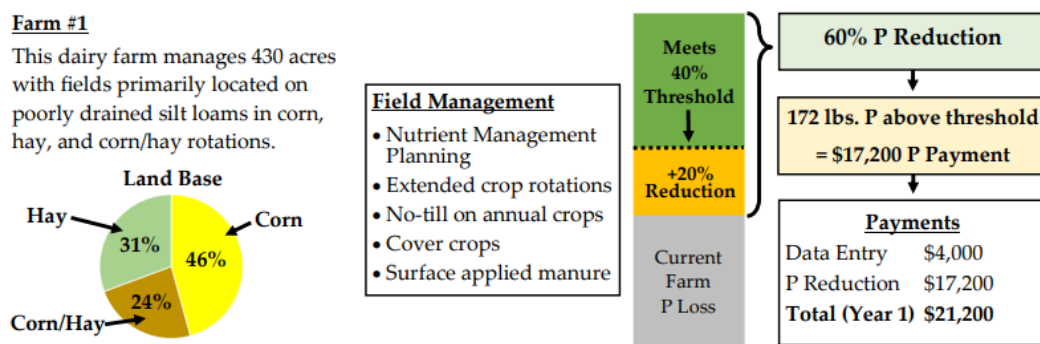 Farm #1
This dairy farm manages 430 acres
with fields primarily located on
poorly drained silt loams in corn,
hay, and corn/hay rotations.
Land Base
Hay
Corn
31%
46%
24%
Corn/Hay
Field Management
• Nutrient Management
Planning
• Extended crop rotations
• No-till on annual crops
• Cover crops
• Surface applied manure
Meets
40%
Threshold
+20%
Reduction
Current
Farm
P Loss
60% P Reduction
172 lbs. P above threshold
= $17,200 P Payment
Payments
Data Entry $4,000
P Reduction $17,200
Total (Year 1) $21,200